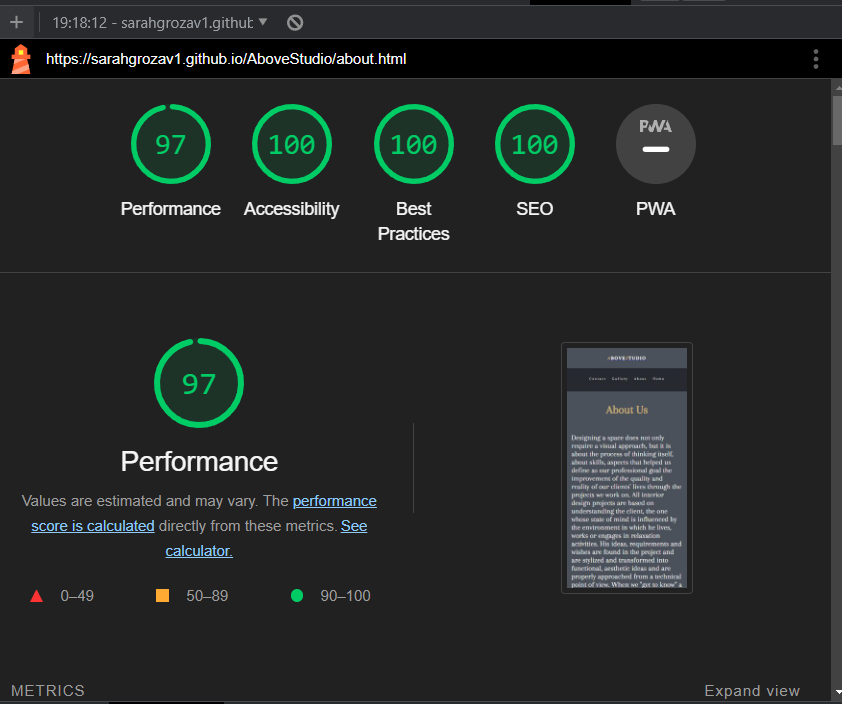 19:18:12 - sarahgrozav1.github
https://sarahgrozav1.github.io/AboveStudio/about.html
97 100 100 100 PWA
Performance Accessibility Best Practices SEO PWA
97
Performance
Values are estimated and may vary. The performance
score is calculated directly from these metrics. See
calculator.
0–49 50–89 90–100
ABOVESTUDIO
Contact Gallery About Home
About Us
Designing a space does not only
require a visual approach, but it is
about the process of thinking itself,
about skills, aspects that helped us
define as our professional goal the
improvement of the quality and
reality of our clients' lives through the
projects we work on. All interior
design projects are based on
understanding the client, the one
whose state of mind is influenced by
the environment in which he lives,
works or engages in relaxation
activities. His ideas, requirements and
wishes are found in the project and
are stylized and transformed into
functional, aesthetic ideas and are
properly approached from a technical
point of view. When we "get to know" a
METRICS
Expand view